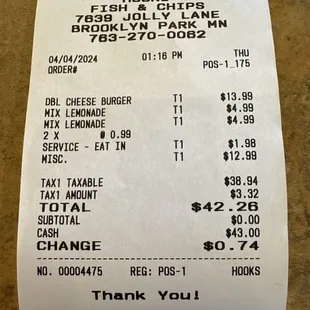 FISH & CHIPS
7639 JOLLY LANE
BROOKLYN PARK MN
763-270-0062
04/04/2024 01:16 PM THU
ORDER# POS-1_175
DBL CHEESE BURGER T1 $13.99
MIX LEMONADE T1 $4.99
MIX LEMONADE T1 $4.99
2 X # 0.99
SERVICE - EAT IN T1 $1.98
MISC. T1 $12.99
TAX1 TAXABLE $38.94
TAX1 AMOUNT $3.32
TOTAL $42.26
SUBTOTAL $0.00
CASH $43.00
CHANGE $0.74
NO. 00004475 REG: POS-1 HOOKS
Thank You!